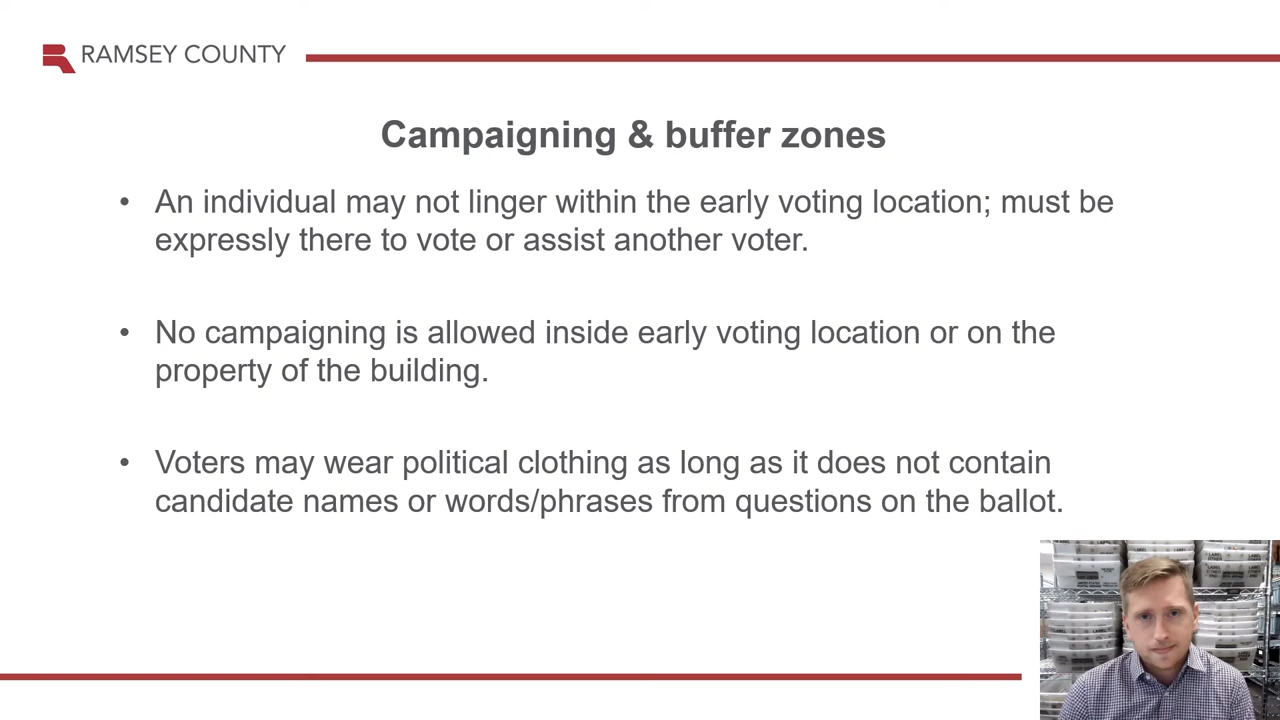 RAMSEY COUNTY
Campaigning & buffer zones
• An individual may not linger within the early voting location; must be
expressly there to vote or assist another voter.
• No campaigning is allowed inside early voting location or on the
property of the building.
• Voters may wear political clothing as long as it does not contain
candidate names or words/phrases from questions on the ballot.